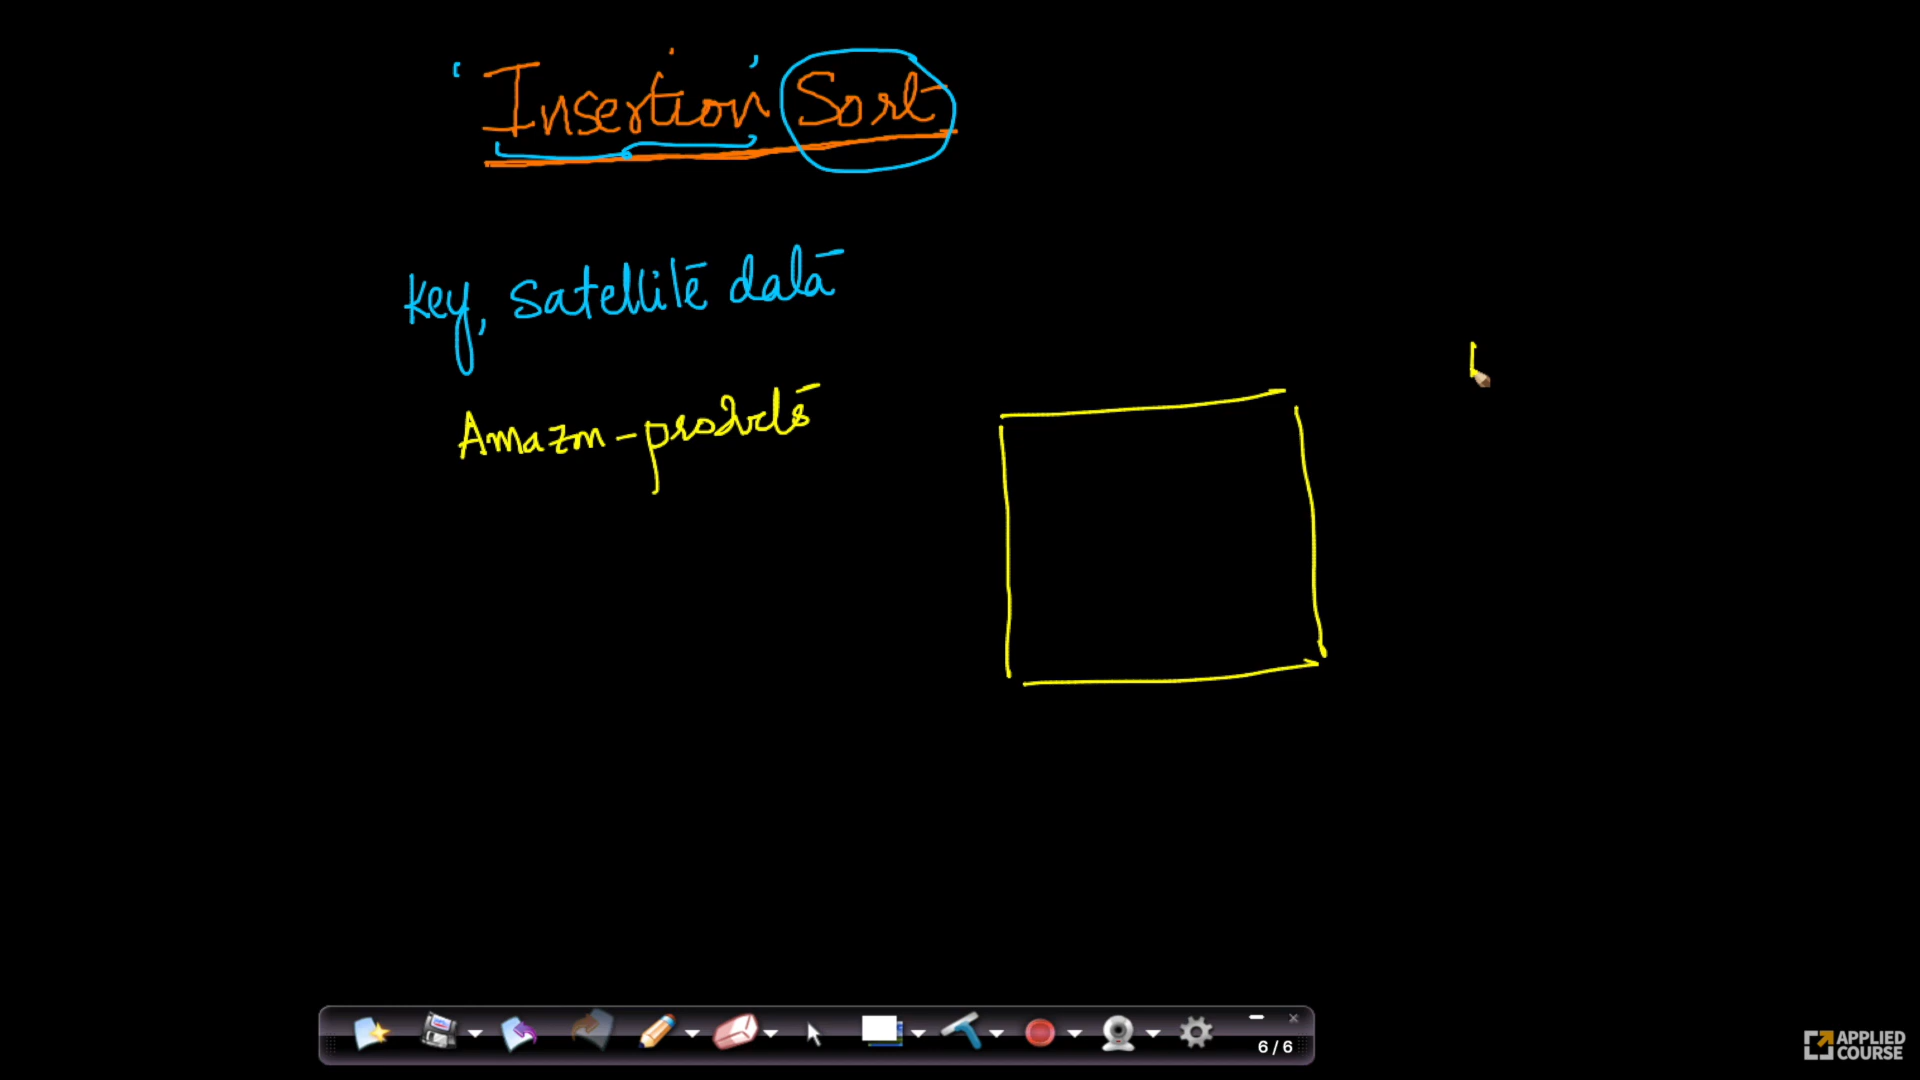 'Insertion' Sort
Key, Satellite data
Amazon-products
6/6
APPLIED
COURSE